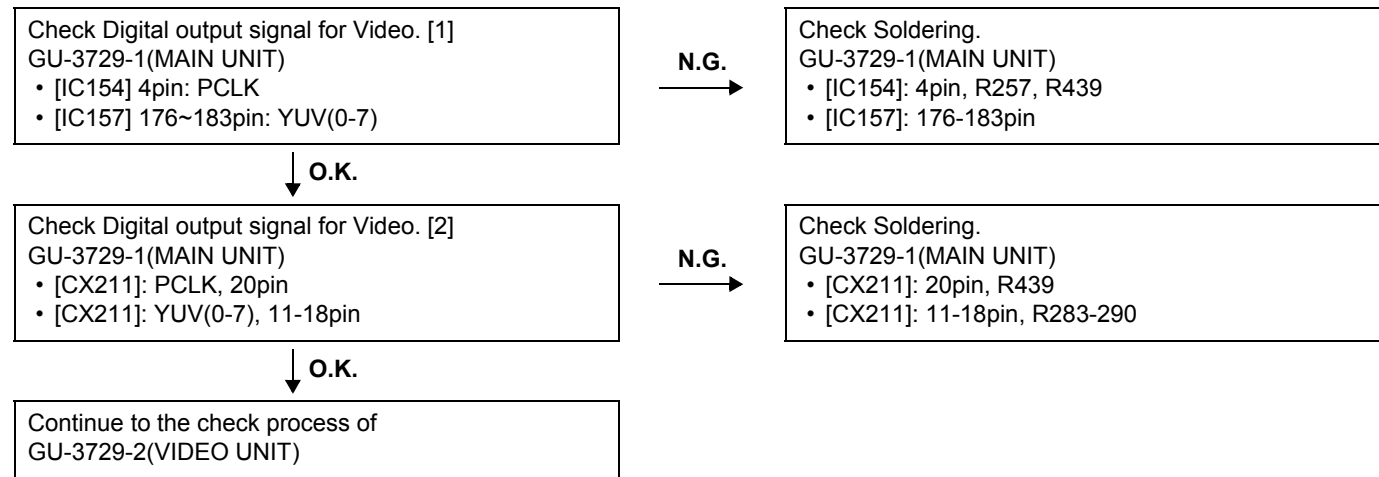 Check Digital output signal for Video. [1]
GU-3729-1(MAIN UNIT)
• [IC154] 4pin: PCLK
• [IC157] 176~183pin: YUV(0-7)
N.G.
Check Soldering.
GU-3729-1(MAIN UNIT)
• [IC154]: 4pin, R257, R439
• [IC157]: 176-183pin
O.K.
Check Digital output signal for Video. [2]
GU-3729-1(MAIN UNIT)
• [CX211]: PCLK, 20pin
• [CX211]: YUV(0-7), 11-18pin
N.G.
Check Soldering.
GU-3729-1(MAIN UNIT)
• [CX211]: 20pin, R439
• [CX211]: 11-18pin, R283-290
O.K.
Continue to the check process of
GU-3729-2(VIDEO UNIT)